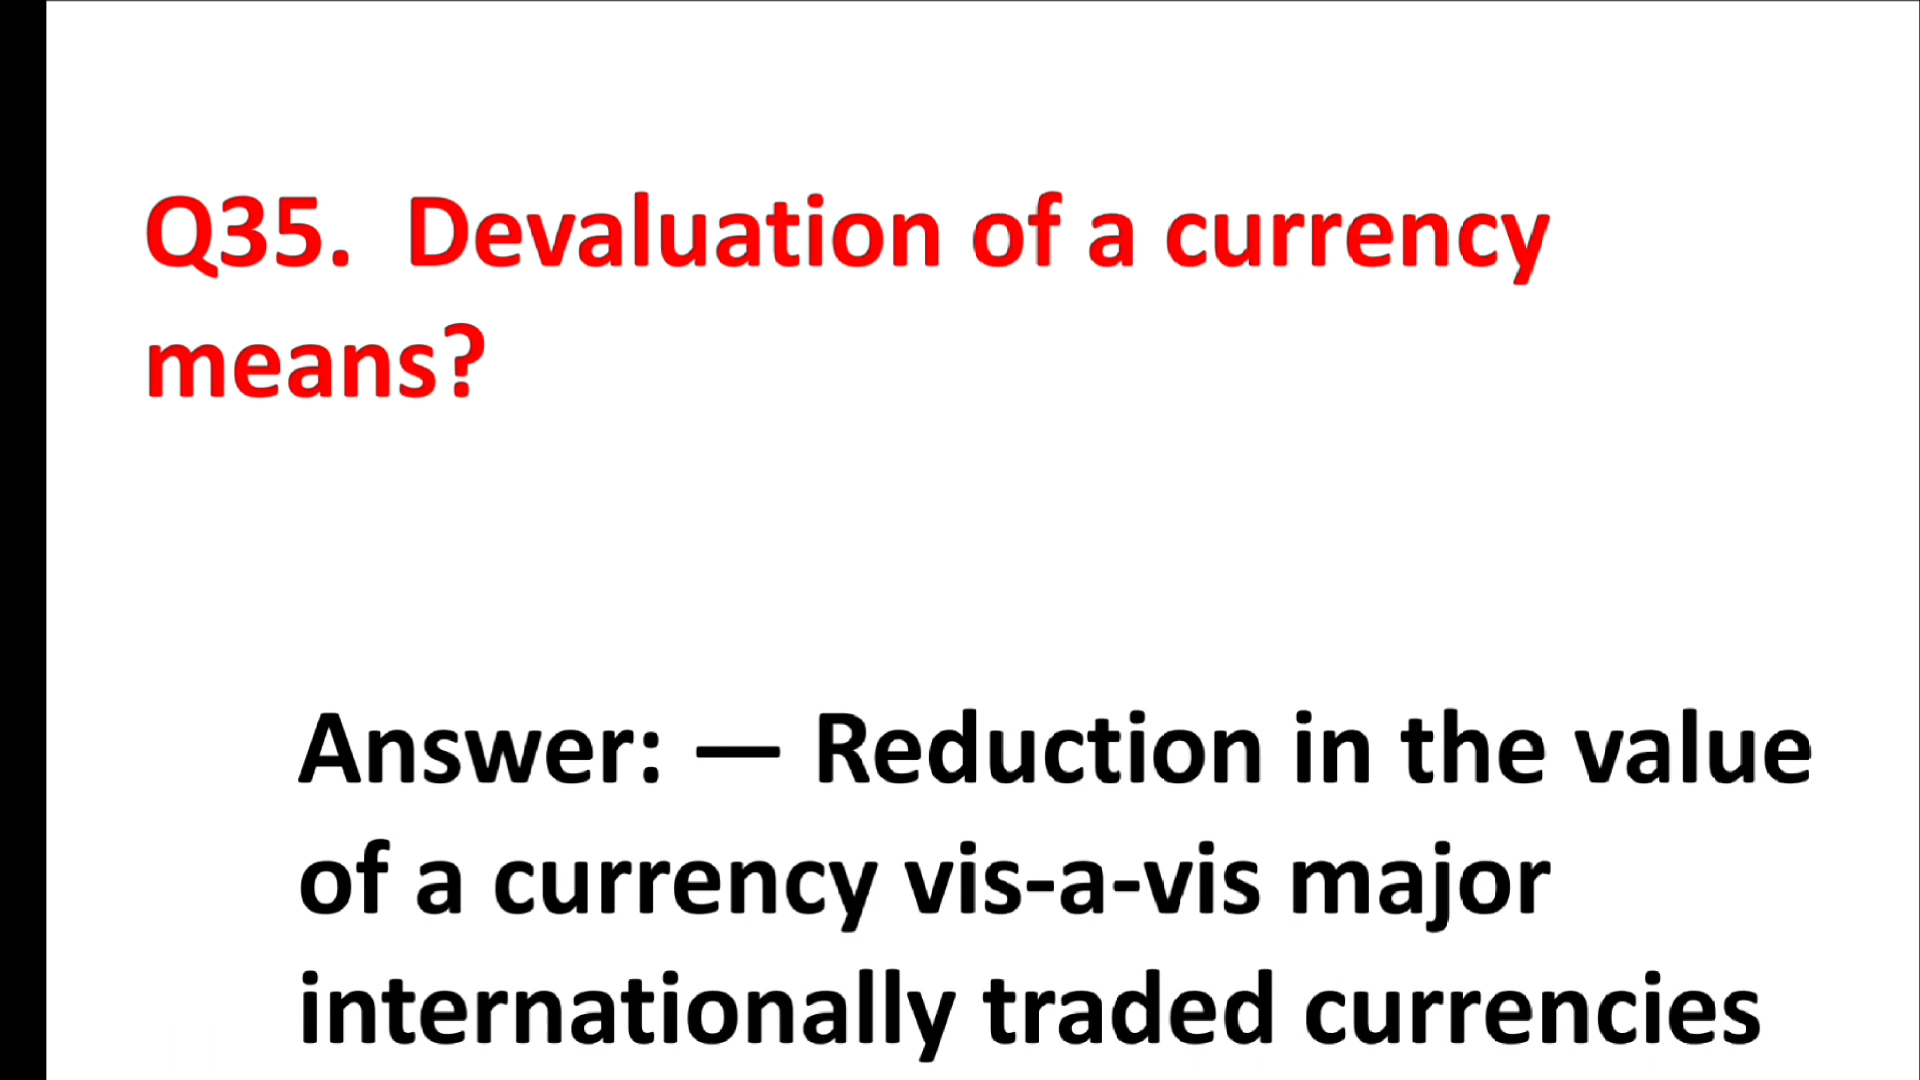 Q35.  Devaluation of a currency
means?
Answer: — Reduction in the value
of a currency vis-a-vis major
internationally traded currencies